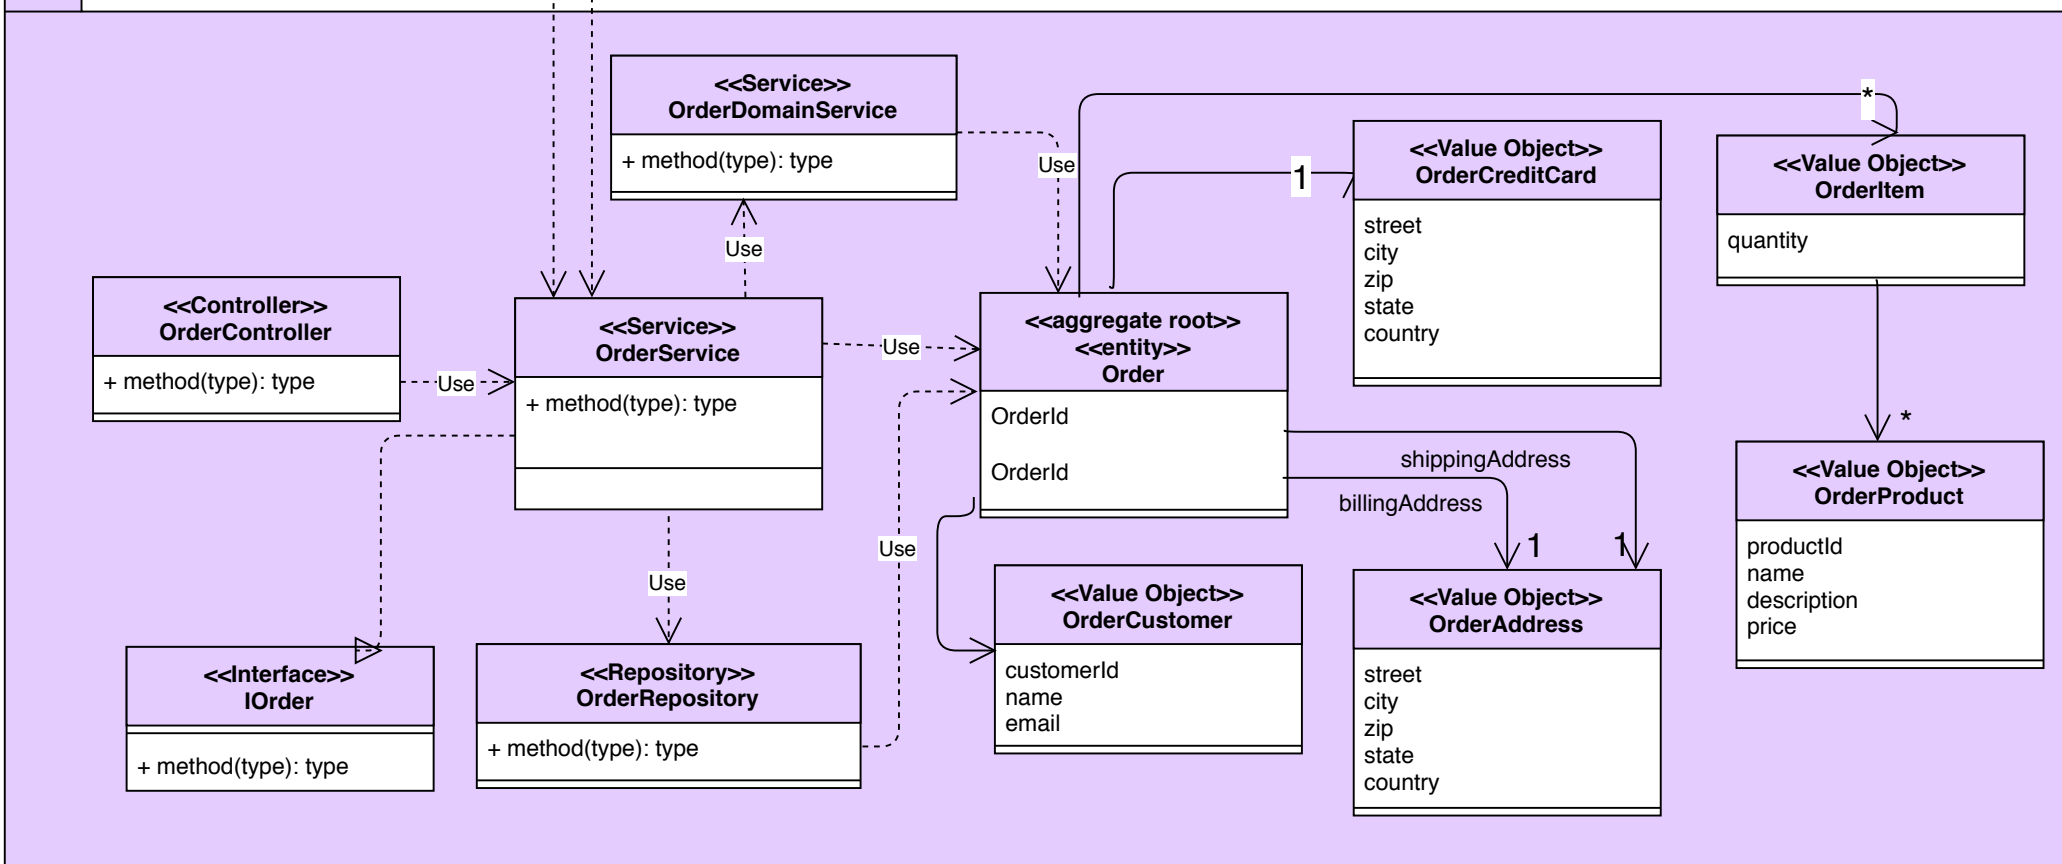 <<Service>>
OrderDomainService
+ method(type): type
Use
Use
*
1
<<Value Object>>
OrderCreditCard
street
city
zip
state
country
<<Value Object>>
OrderItem
quantity
<<Controller>>
OrderController
+ method(type): type
Use
<<Service>>
OrderService
+ method(type): type
Use
<<aggregate root>>
<<entity>>
Order
OrderId
OrderId
shippingAddress
billingAddress
1
1
*
<<Value Object>>
OrderProduct
productId
name
description
price
Use
Use
<<Interface>>
IOrder
+ method(type): type
<<Repository>>
OrderRepository
+ method(type): type
<<Value Object>>
OrderCustomer
customerId
name
email
<<Value Object>>
OrderAddress
street
city
zip
state
country